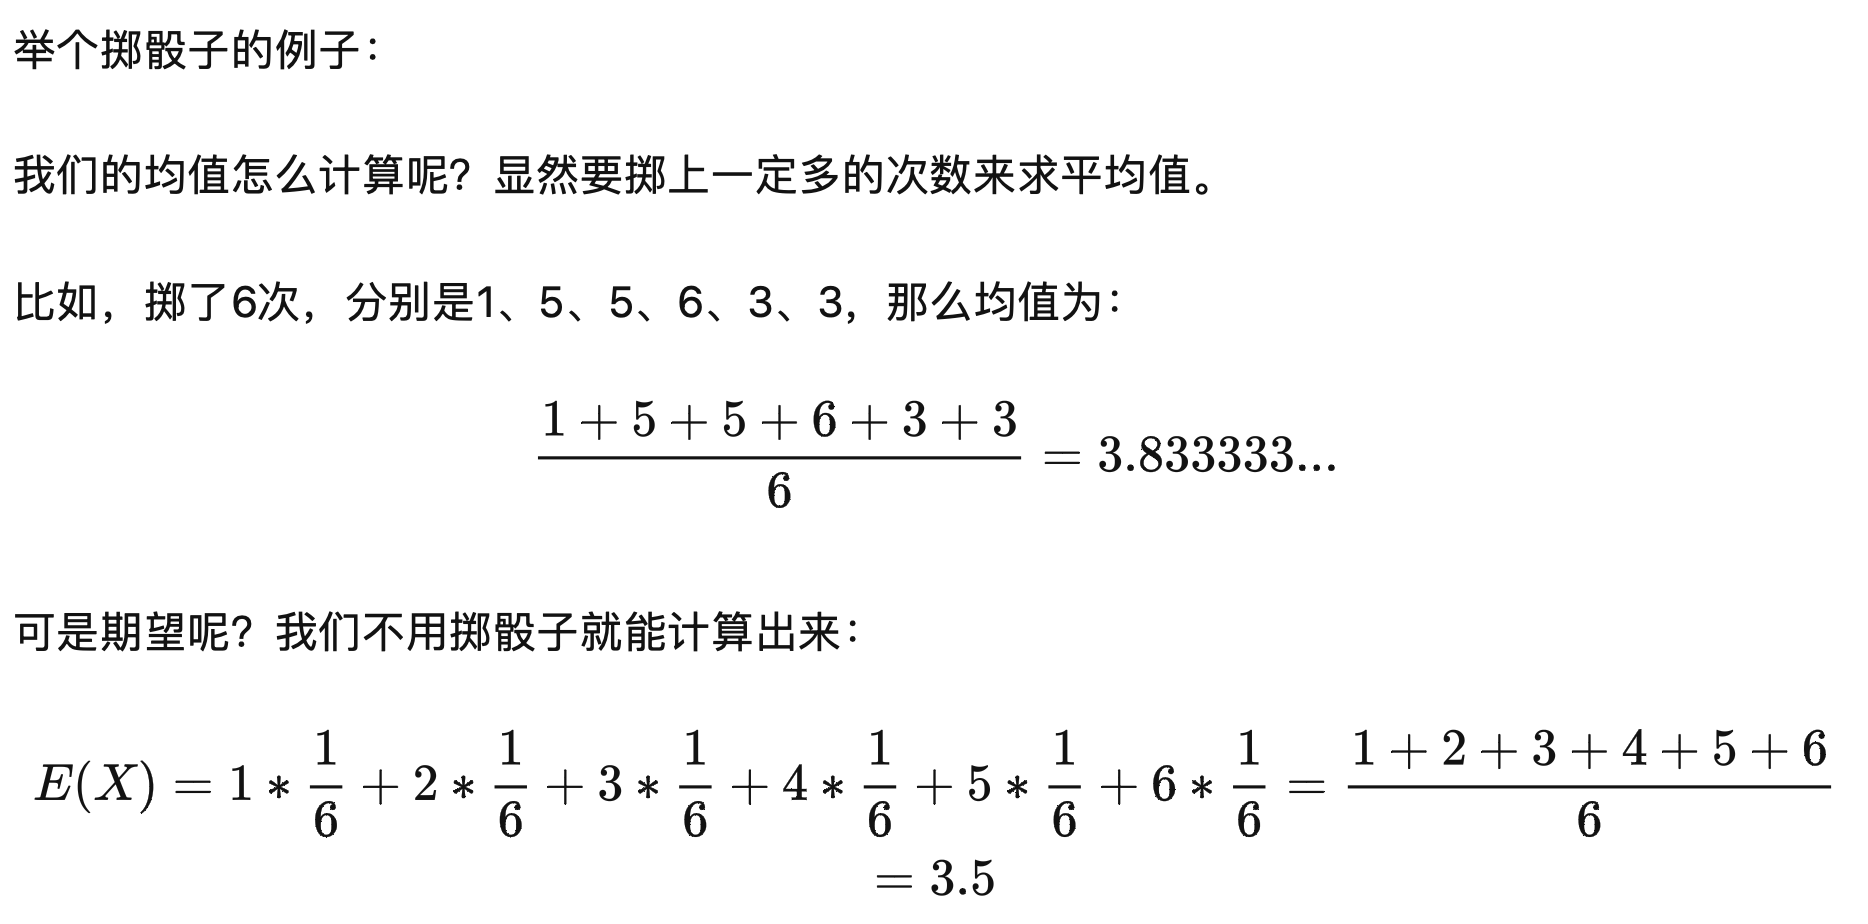 举个掷骰子的例子：
我们的均值怎么计算呢？显然要掷上一定多的次数来求平均值。
比如，掷了6次，分别是1、5、5、6、3、3，那么均值为：
\frac{1+5+5+6+3+3}{6} = 3.833333...
可是期望呢？我们不用掷骰子就能计算出来：
E(X) = 1 * \frac{1}{6} + 2 * \frac{1}{6} + 3 * \frac{1}{6} + 4 * \frac{1}{6} + 5 * \frac{1}{6} + 6 * \frac{1}{6} = \frac{1+2+3+4+5+6}{6}
= 3.5